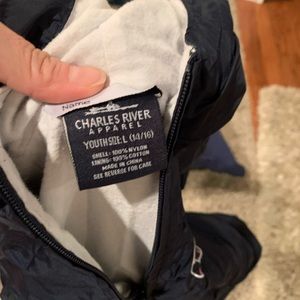 Name
CHARLES RIVER
APPAREL
YOUTH SIZE: L (14/16)
SHELL: 100% NYLON
LINING: 100% COTTON
MADE IN CHINA
SEE REVERSE FOR CARE